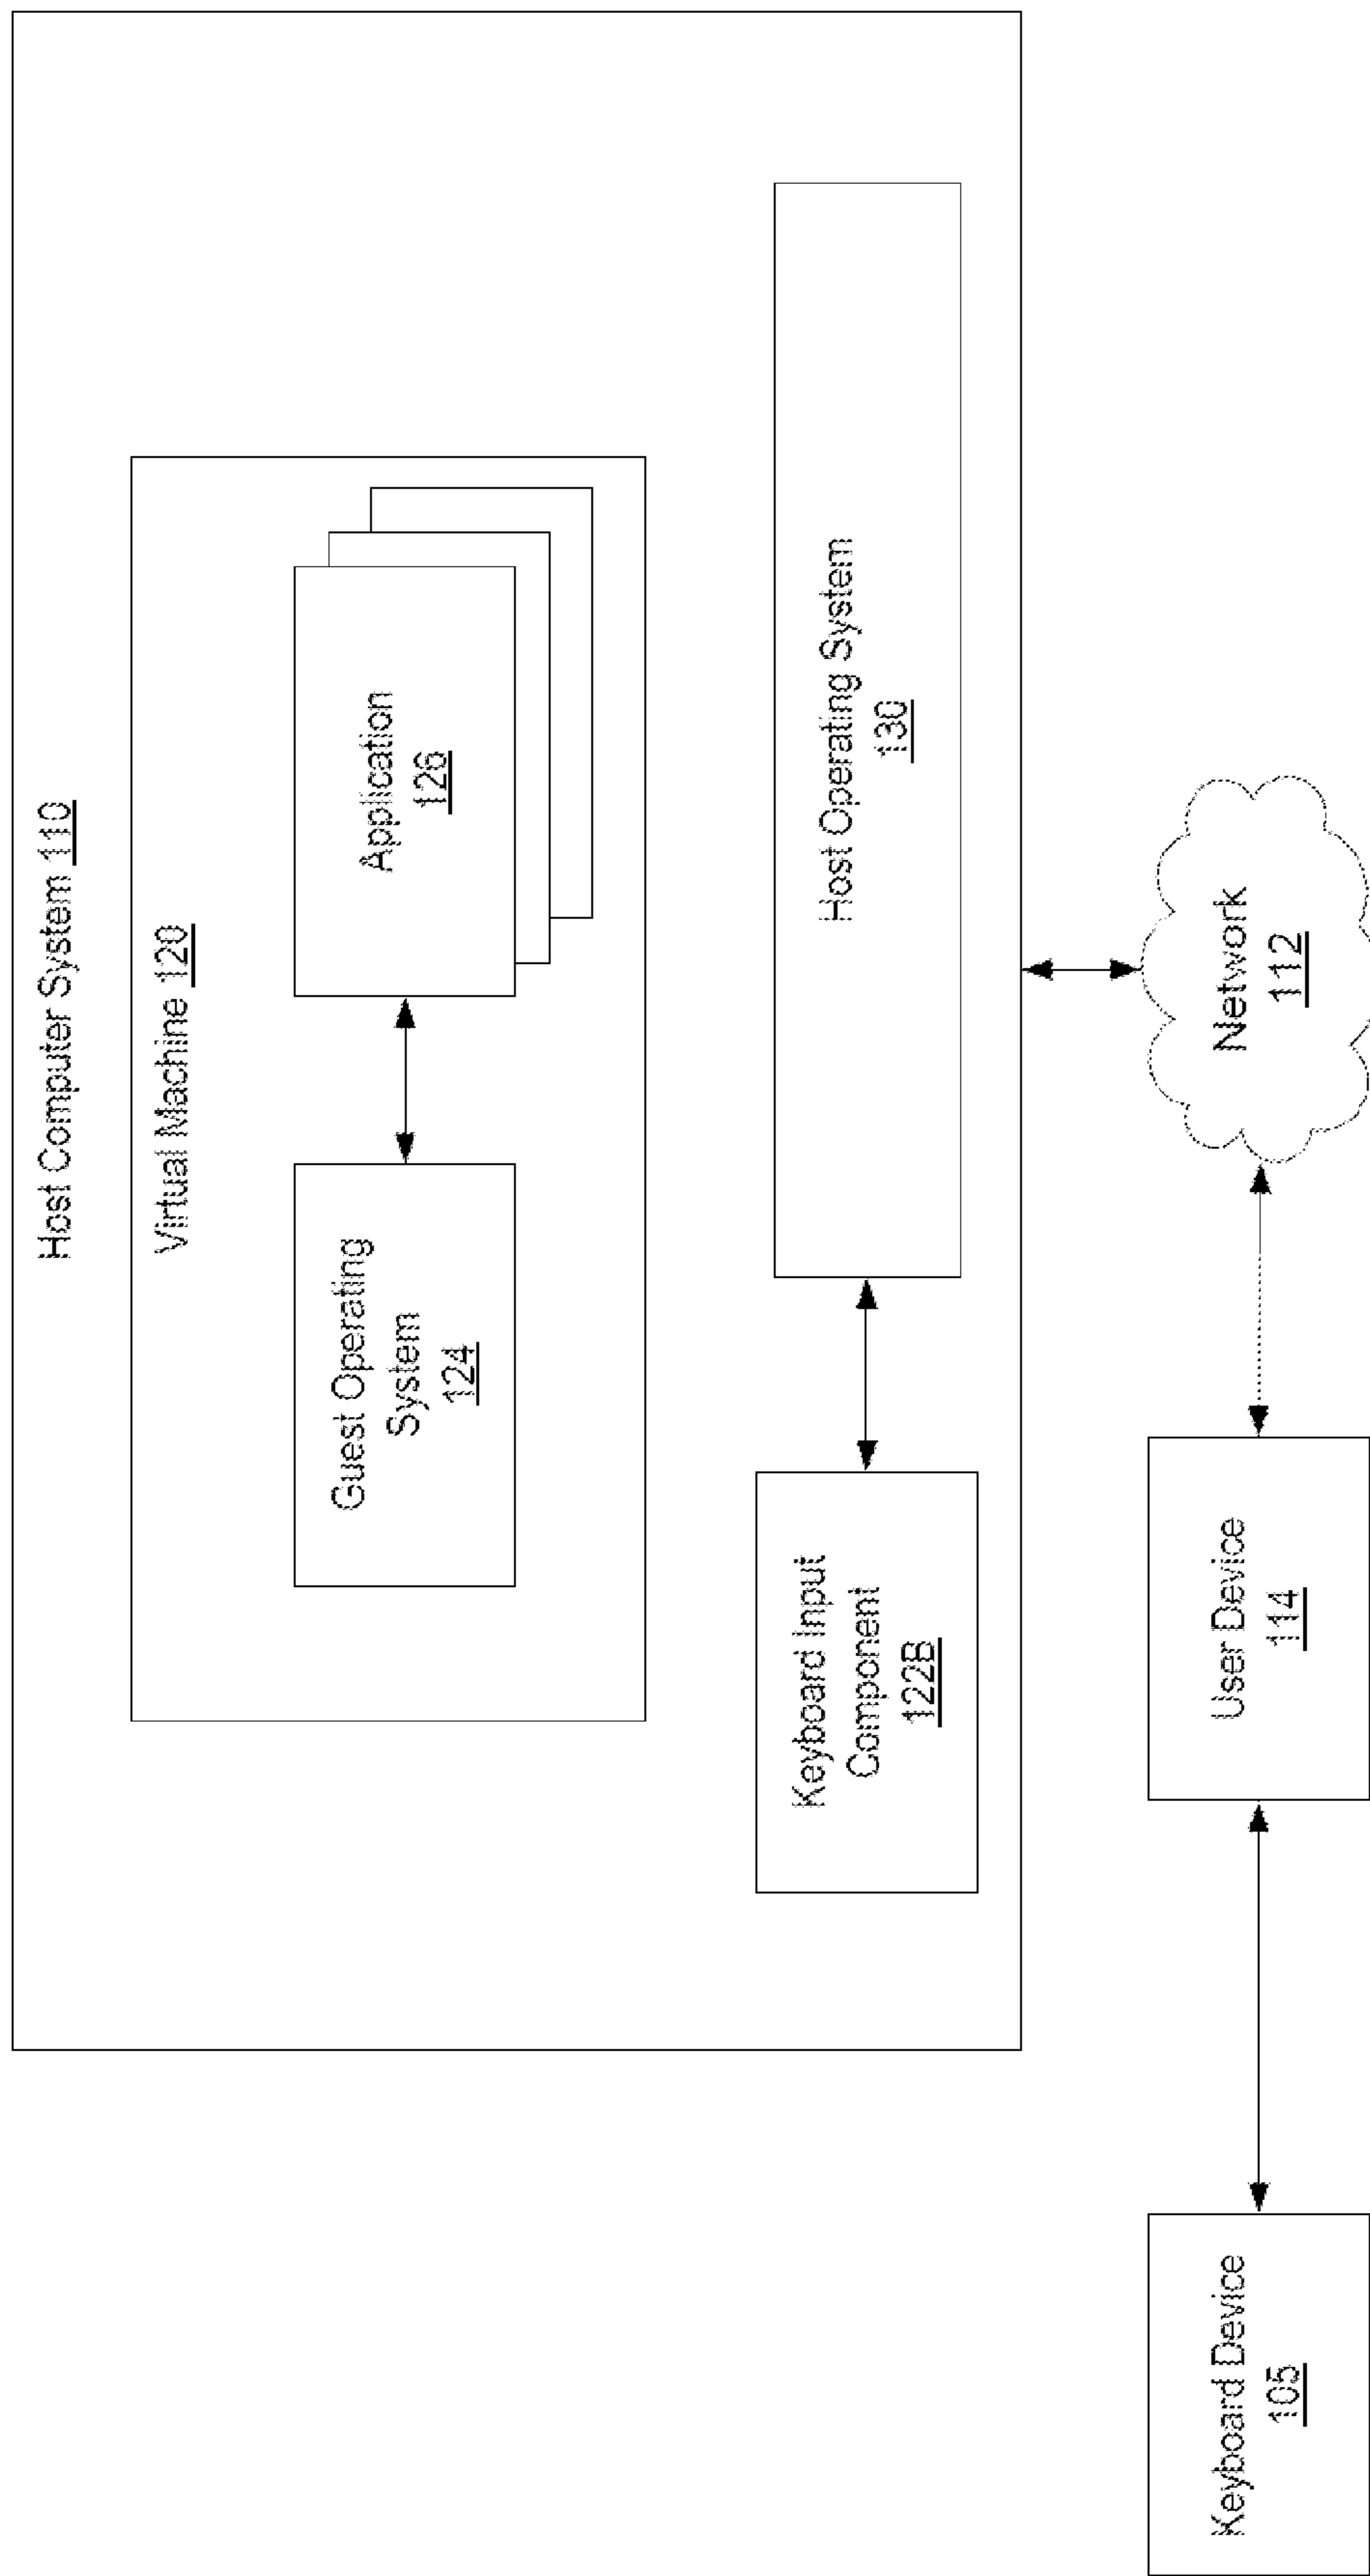 Host Computer System 110
Virtual Machine 120
Guest Operating
System
124
Application
126
Keyboard Input
Component
122B
Host Operating System
130
Keyboard Device
105
User Device
114
Network
112